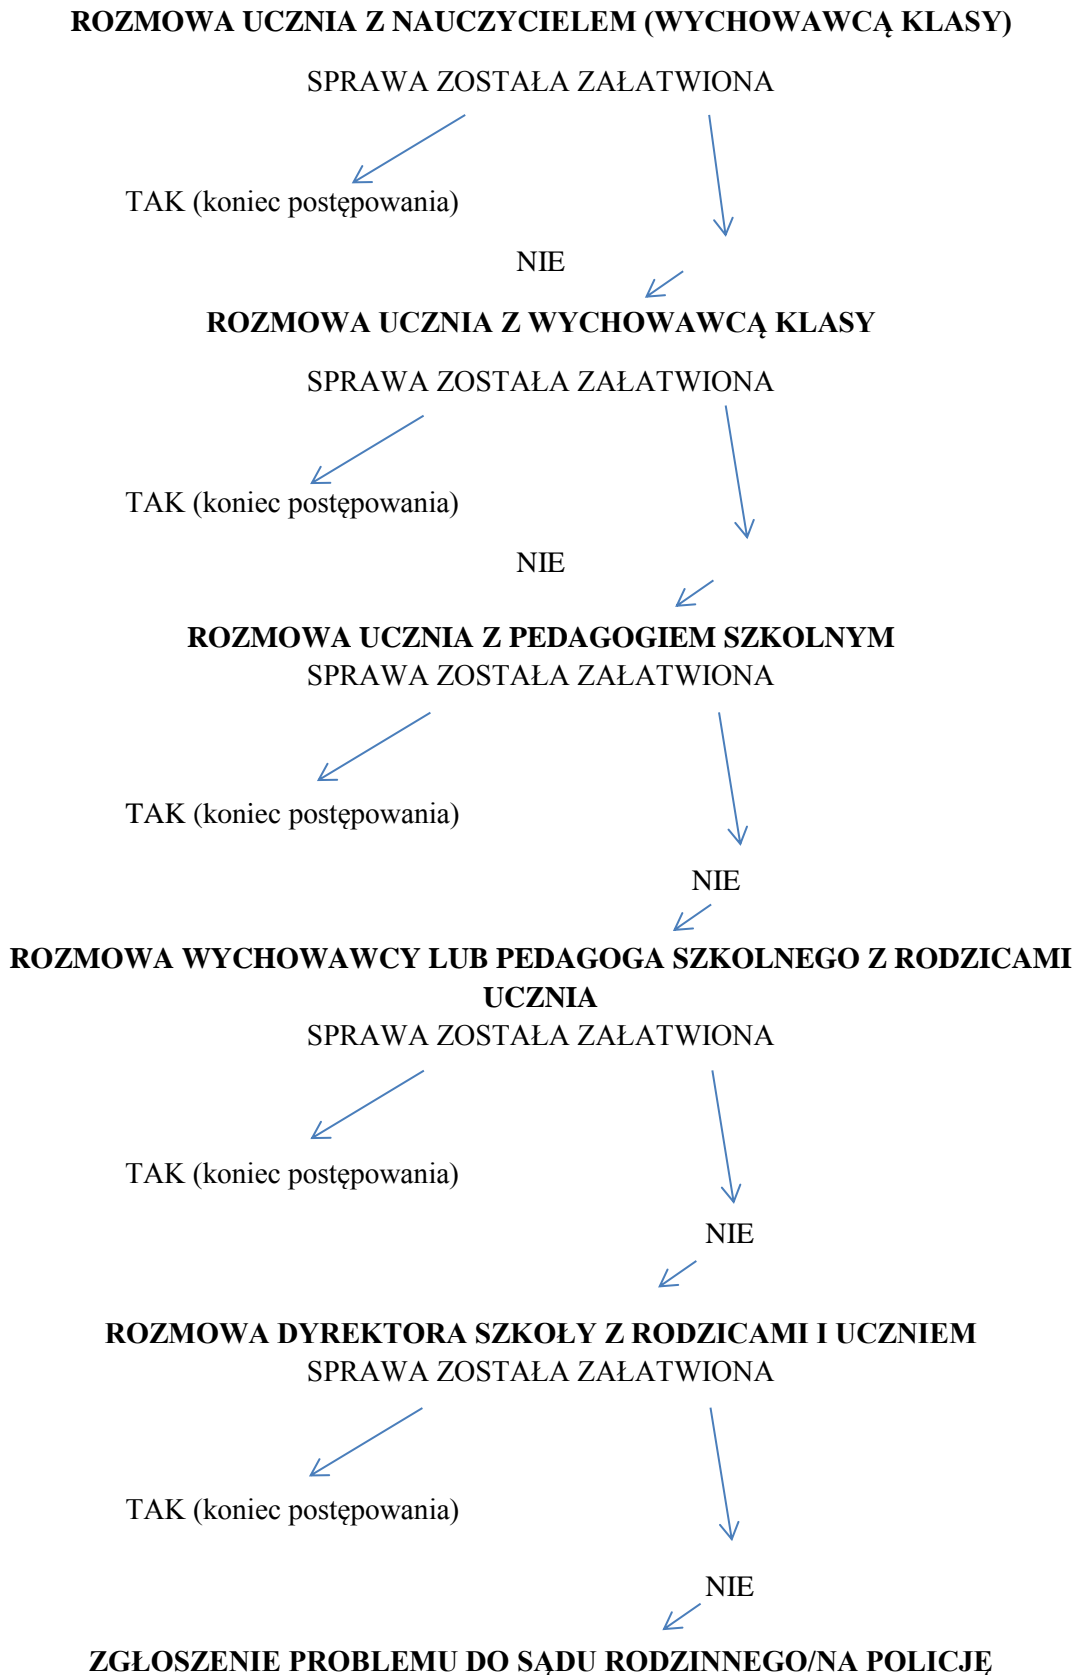 ROZMOWA UCZNIA Z NAUCZYCIELEM (WYCHOWAWCĄ KLASY)
SPRAWA ZOSTAŁA ZAŁATWIONA
TAK (koniec postępowania)
NIE
ROZMOWA UCZNIA Z WYCHOWAWCĄ KLASY
SPRAWA ZOSTAŁA ZAŁATWIONA
TAK (koniec postępowania)
NIE
ROZMOWA UCZNIA Z PEDAGOGIEM SZKOLNYM
SPRAWA ZOSTAŁA ZAŁATWIONA
TAK (koniec postępowania)
NIE
ROZMOWA WYCHOWAWCY LUB PEDAGOGA SZKOLNEGO Z RODZICAMI
UCZNIA
SPRAWA ZOSTAŁA ZAŁATWIONA
TAK (koniec postępowania)
NIE
ROZMOWA DYREKTORA SZKOŁY Z RODZICAMI I UCZNIEM
SPRAWA ZOSTAŁA ZAŁATWIONA
TAK (koniec postępowania)
NIE
ZGŁOSZENIE PROBLEMU DO SĄDU RODZINNEGO/NA POLICJĘ